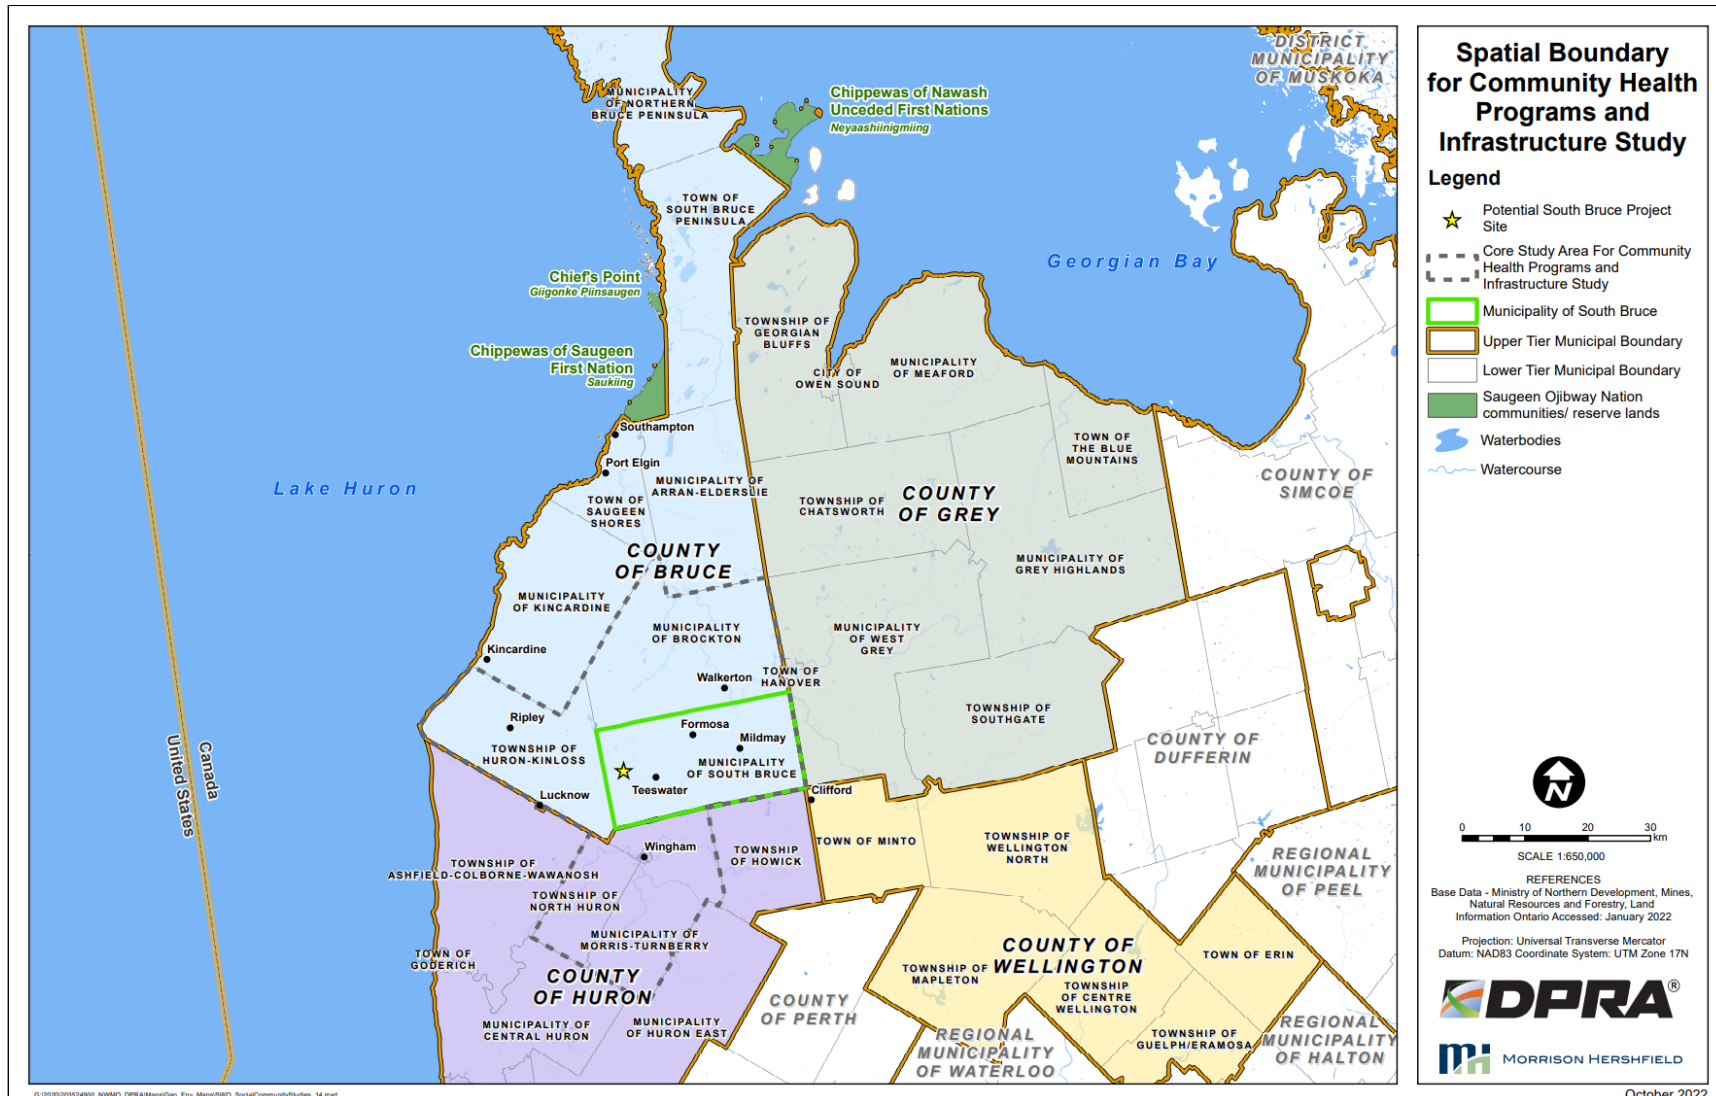 DISTRICT
MUNICIPALITY
OF MUSKOKA
MUNICIPALITY
OF NORTHERN
BRUCE PENINSULA
Chippewas of Nawash
Unceded First Nations
Neyaashiinigmiing
TOWN OF
SOUTH BRUCE
PENINSULA
Georgian Bay
Chief's Point
Giigonke Piinsaugen
TOWNSHIP OF
GEORGIAN
BLUFFS
Chippewas of Saugeen
First Nation
Saukiing
CITY OF
OWEN SOUND
MUNICIPALITY
OF MEAFORD
Southampton
TOWN OF
THE BLUE
MOUNTAINS
Port Elgin
COUNTY OF
SIMCOE
Lake Huron
MUNICIPALITY OF
ARRAN-ELDERSLIE
TOWN OF
SAUGEEN
SHORES
TOWNSHIP OF
CHATSWORTH
COUNTY
OF GREY
COUNTY
OF BRUCE
MUNICIPALITY OF
GREY HIGHLANDS
MUNICIPALITY
OF KINCARDINE
MUNICIPALITY
OF BROCKTON
MUNICIPALITY
OF WEST
GREY
Kincardine
Walkerton
TOWN OF
HANOVER
Ripley
Formosa
TOWNSHIP OF
SOUTHGATE
Mildmay
TOWNSHIP OF
HURON-KINLOSS
MUNICIPALITY
OF SOUTH BRUCE
COUNTY OF
DUFFERIN
Canada
United States
Teeswater
Lucknow
Clifford
TOWN OF MINTO
TOWNSHIP OF
WELLINGTON
NORTH
Wingham
TOWNSHIP
OF HOWICK
TOWNSHIP OF
ASHFIELD-COLBORNE-WAWANOSH
REGIONAL
MUNICIPALITY
OF PEEL
TOWNSHIP OF
NORTH HURON
MUNICIPALITY OF
MORRIS-TURNBERRY
TOWN OF
GODERICH
COUNTY OF
WELLINGTON
TOWN OF ERIN
COUNTY
OF HURON
TOWNSHIP OF
MAPLETON
TOWNSHIP
OF CENTRE
WELLINGTON
COUNTY
OF PERTH
MUNICIPALITY OF
CENTRAL HURON
MUNICIPALITY
OF HURON EAST
REGIONAL
MUNICIPALITY
OF WATERLOO
TOWNSHIP OF
GUELPH/ERAMOSA
REGIONAL
MUNICIPALITY
OF HALTON
Spatial Boundary
for Community Health
Programs and
Infrastructure Study
Legend
Potential South Bruce Project
Site
Core Study Area For Community
Health Programs and
Infrastructure Study
Municipality of South Bruce
Upper Tier Municipal Boundary
Lower Tier Municipal Boundary
Saugeen Ojibway Nation
communities/ reserve lands
Waterbodies
Watercourse
N
0 10 20 30
km
SCALE 1:650,000
REFERENCES
Base Data - Ministry of Northern Development, Mines,
Natural Resources and Forestry, Land
Information Ontario Accessed: January 2022
Projection: Universal Transverse Mercator
Datum: NAD83 Coordinate System: UTM Zone 17N
DPRA®
MORRISON HERSHFIELD
October 2022